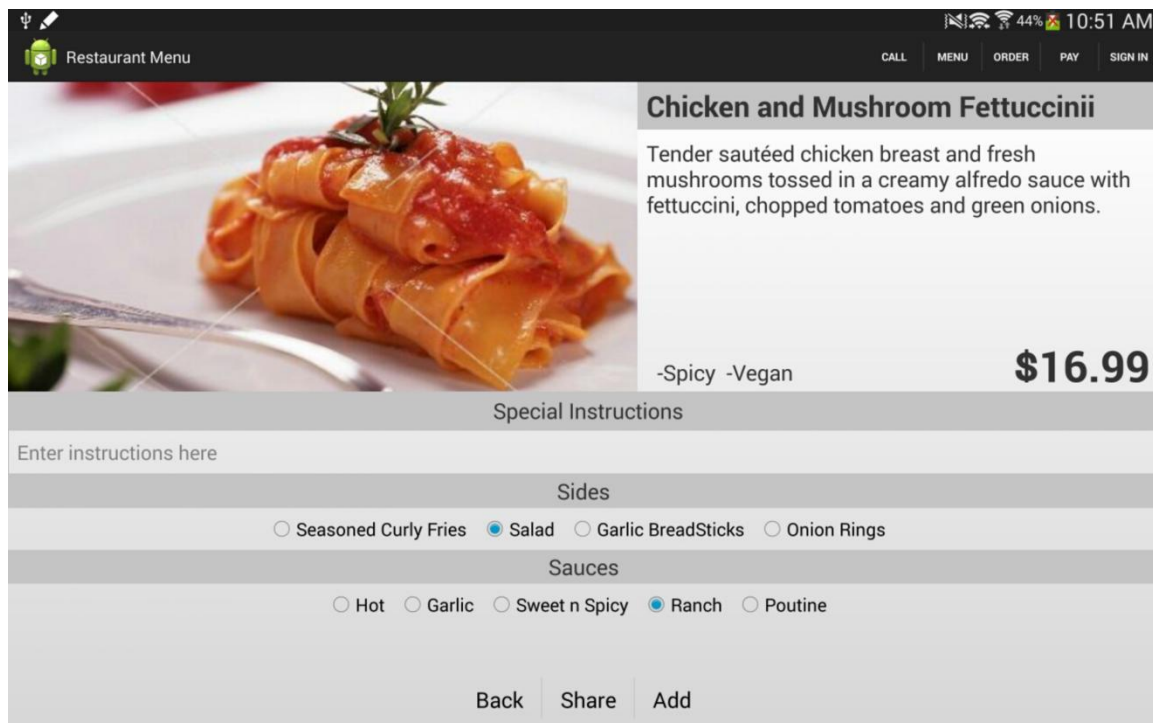 44% 10:51 AM
Restaurant Menu CALL MENU ORDER PAY SIGN IN
Chicken and Mushroom Fettuccinii
Tender sautéed chicken breast and fresh
mushrooms tossed in a creamy alfredo sauce with
fettuccini, chopped tomatoes and green onions.
-Spicy -Vegan $16.99
Special Instructions
Enter instructions here
Sides
Seasoned Curly Fries Salad Garlic BreadSticks Onion Rings
Sauces
Hot Garlic Sweet n Spicy Ranch Poutine
Back Share Add